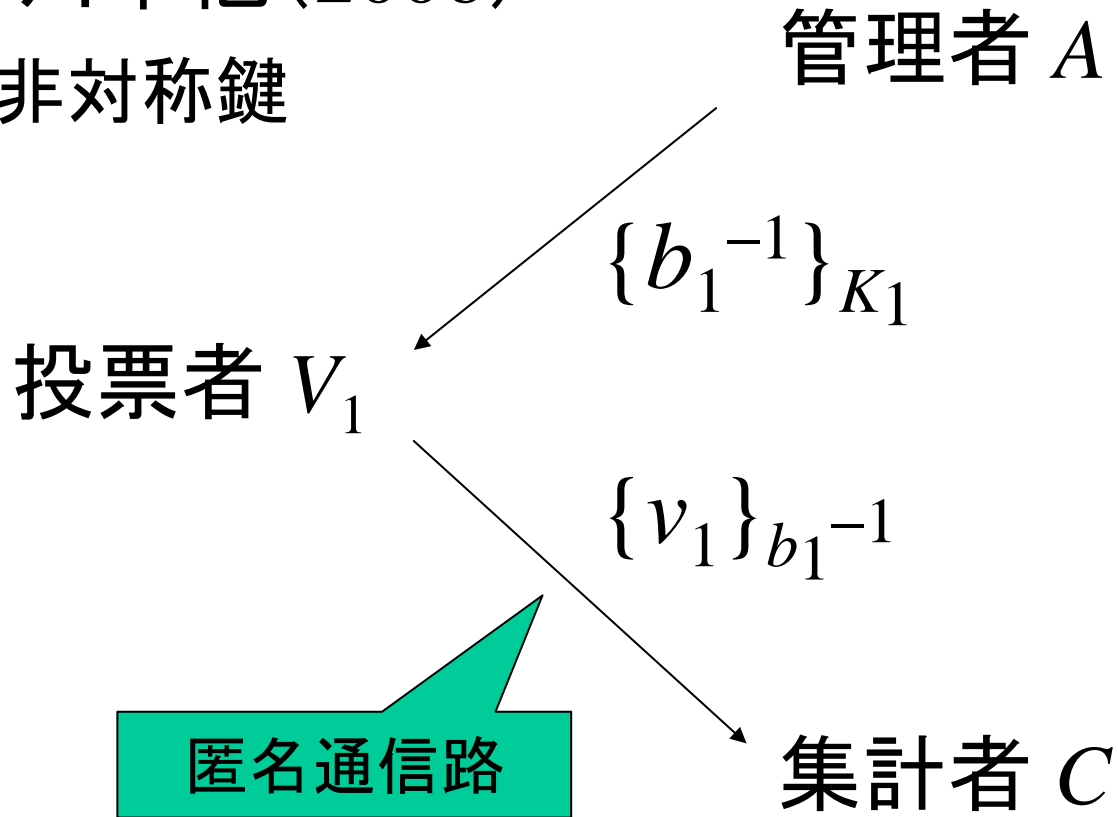 (2003)
非対称鍵
管理者 A
{b₁⁻¹}K₁
投票者 V₁
{v₁}b₁⁻¹
匿名通信路
集計者 C